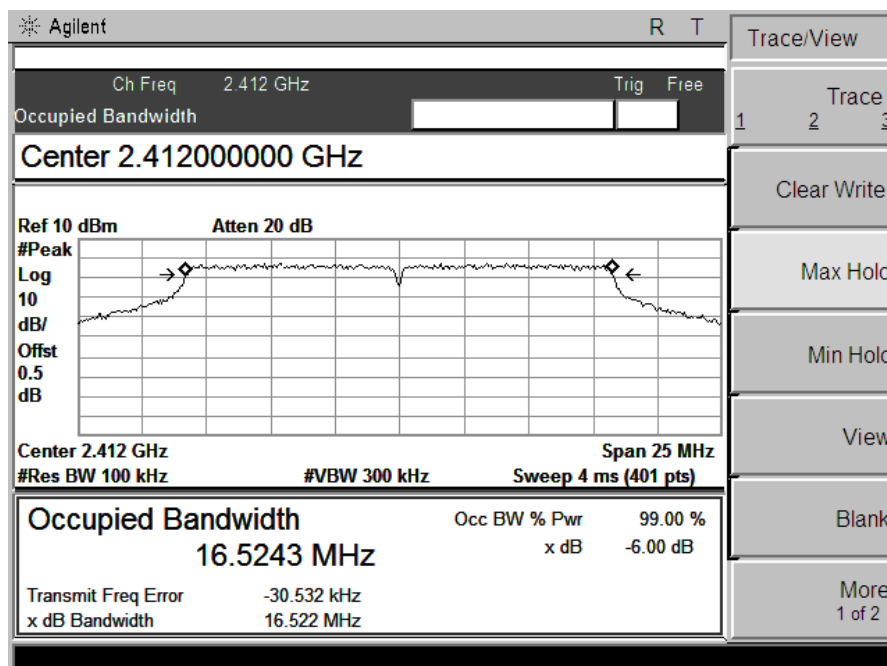 Agilent R T
Trace/View
Ch Freq 2.412 GHz Trig Free
Occupied Bandwidth
Trace
1 2 3
Center 2.412000000 GHz
Clear Write
Ref 10 dBm Atten 20 dB
#Peak
Log
10
dB/
Offst
0.5
dB
Max Hold
Min Hold
Center 2.412 GHz Span 25 MHz
#Res BW 100 kHz #VBW 300 kHz Sweep 4 ms (401 pts)
View
Occupied Bandwidth Occ BW % Pwr 99.00 %
16.5243 MHz x dB -6.00 dB
Blank
Transmit Freq Error -30.532 kHz
x dB Bandwidth 16.522 MHz
More
1 of 2